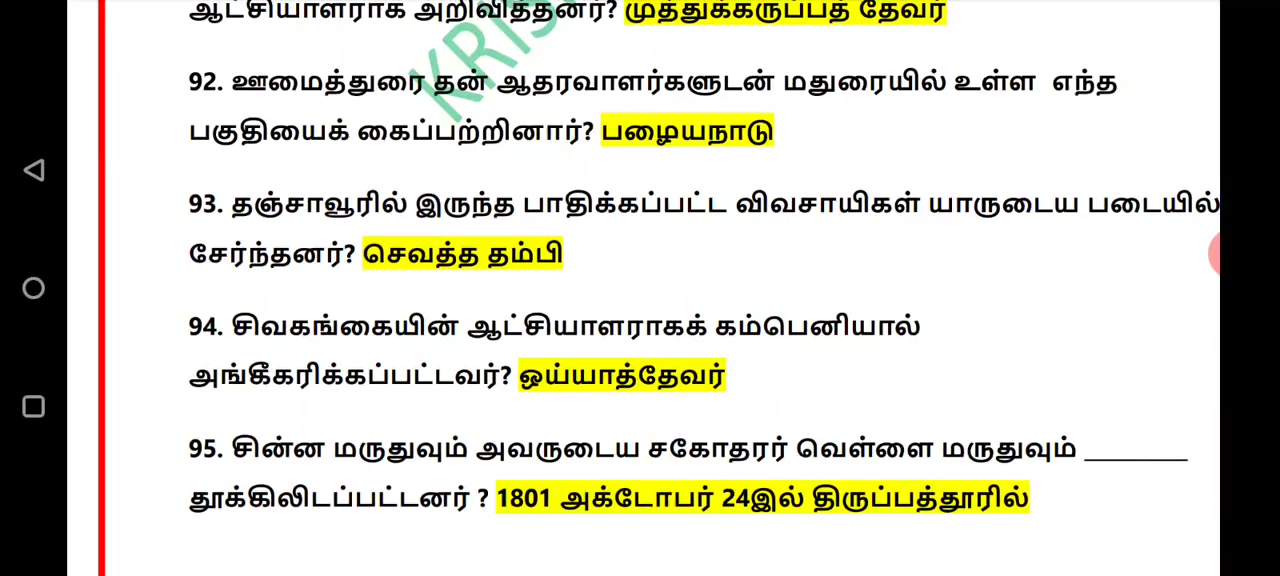 ஆட்சியாளராக அறிவித்தனர்? முத்துக்கருப்பத் தேவர்
92. ஊமைத்துரை தன் ஆதரவாளர்களுடன் மதுரையில் உள்ள எந்த
பகுதியைக் கைப்பற்றினார்? பழையநாடு
93. தஞ்சாவூரில் இருந்த பாதிக்கப்பட்ட விவசாயிகள் யாருடைய படையில்
சேர்ந்தனர்? செவத்த தம்பி
94. சிவகங்கையின் ஆட்சியாளராகக் கம்பெனியால்
அங்கீகரிக்கப்பட்டவர்? ஒய்யாத்தேவர்
95. சின்ன மருதுவும் அவருடைய சகோதரர் வெள்ளை மருதுவும் ________
தூக்கிலிடப்பட்டனர் ? 1801 அக்டோபர் 24இல் திருப்பத்தூரில்